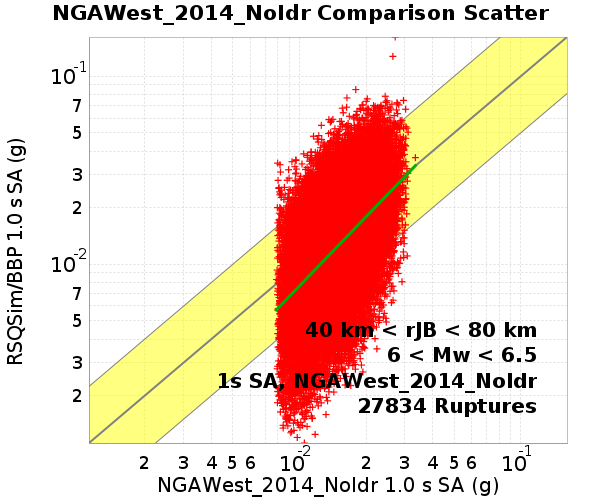 NGAWest_2014_NoIdr Comparison Scatter
10-1
7
5
3
2
10-2
7
5
3
2
RSQSim/BBP 1.0 s SA (g)
40 km < rJB < 80 km
6 < Mw < 6.5
1s SA, NGAWest_2014_NoIdr
27834 Ruptures
2 3 4 5 6 10-2 2 3 4 5 6 10-1
NGAWest_2014_NoIdr 1.0 s SA (g)